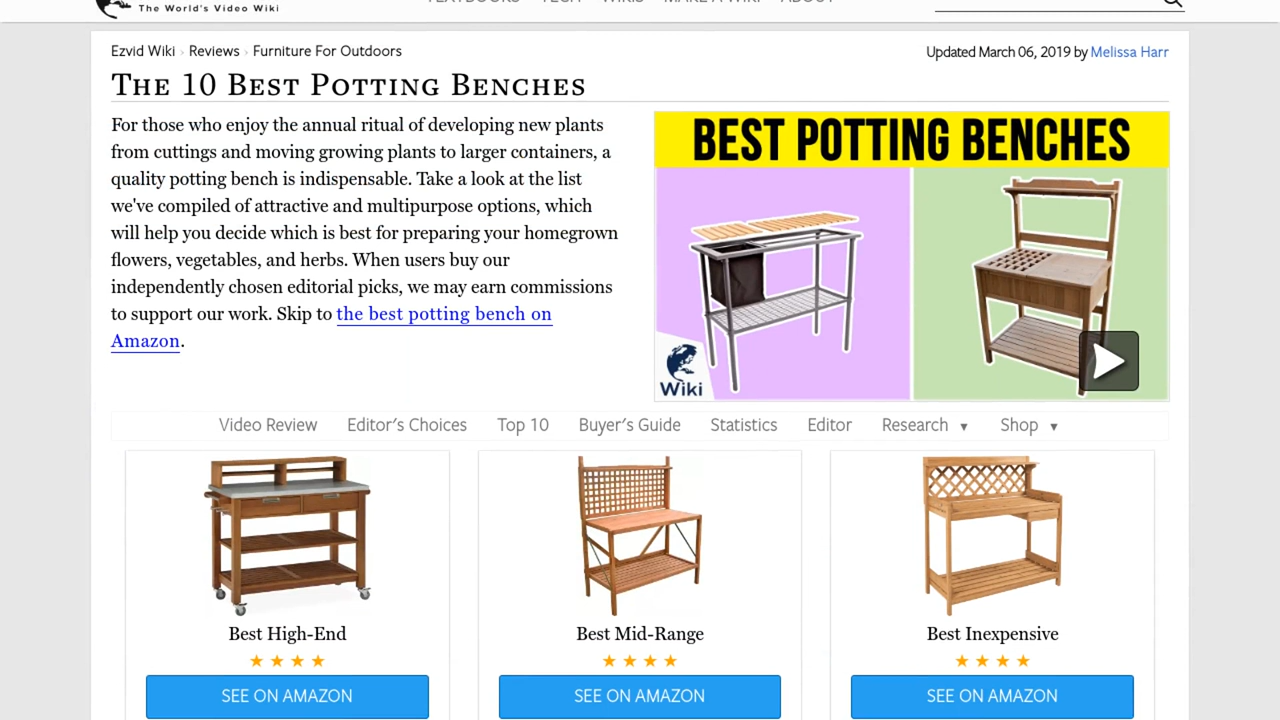 The World's Video Wiki
TEXTBOOKS TECH WIKIS MAKE A WIKI ABOUT
Ezvid Wiki › Reviews › Furniture For Outdoors
Updated March 06, 2019 by Melissa Harr
The 10 Best Potting Benches
For those who enjoy the annual ritual of developing new plants
from cuttings and moving growing plants to larger containers, a
quality potting bench is indispensable. Take a look at the list
we've compiled of attractive and multipurpose options, which
will help you decide which is best for preparing your homegrown
flowers, vegetables, and herbs. When users buy our
independently chosen editorial picks, we may earn commissions
to support our work. Skip to the best potting bench on
Amazon.
BEST POTTING BENCHES
Wiki
Video Review Editor's Choices Top 10 Buyer's Guide Statistics Editor Research ▼ Shop ▼
Best High-End
Best Mid-Range
Best Inexpensive
★ ★ ★ ★
★ ★ ★ ★
★ ★ ★ ★
SEE ON AMAZON
SEE ON AMAZON
SEE ON AMAZON